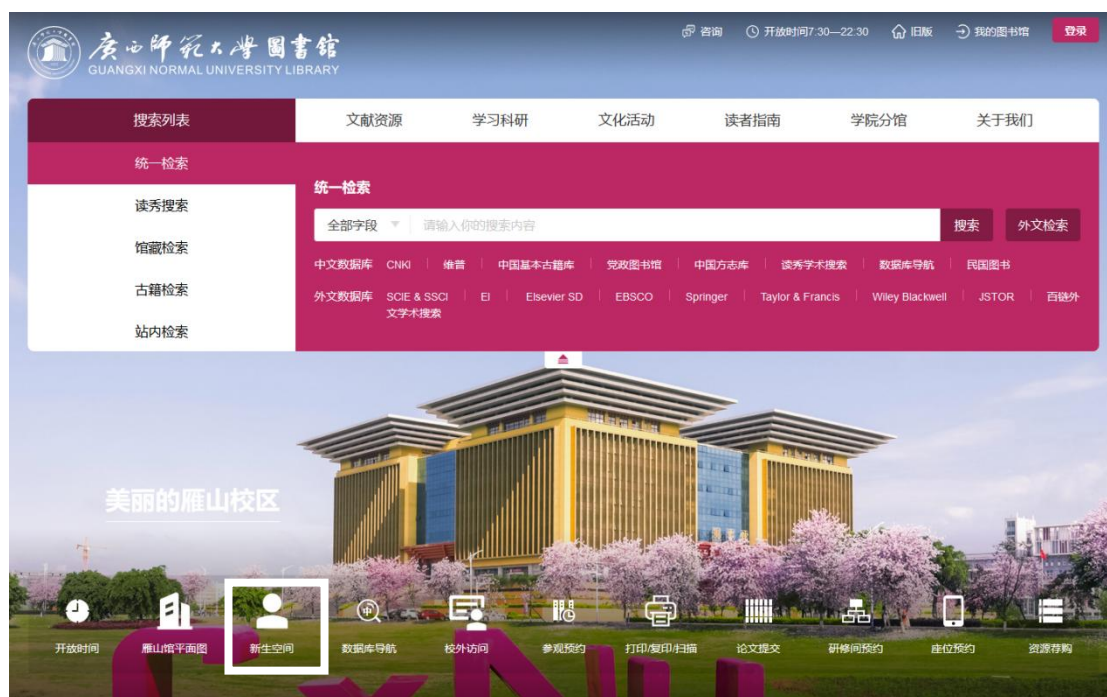 广西师范大学圖書館
GUANGXI NORMAL UNIVERSITY LIBRARY
咨询 开放时间7:30—22:30 旧版 我的图书馆 登录
搜索列表 文献资源 学习科研 文化活动 读者指南 学院分馆 关于我们
统一检索
读秀搜索
馆藏检索
古籍检索
站内检索
统一检索
全部字段 请输入你的搜索内容 搜索 外文检索
中文数据库 CNKI 维普 中国基本古籍库 党政图书馆 中国方志库 读秀学术搜索 数据库导航 民国图书
外文数据库 SCIE & SSCI EI Elsevier SD EBSCO Springer Taylor & Francis Wiley Blackwell JSTOR 百链外
文学术搜索
美丽的雁山校区
中
开放时间 雁山馆平面图 新生空间 数据库导航 校外访问 参观预约 打印/复印/扫描 论文提交 研修间预约 座位预约 资源荐购
GXNU